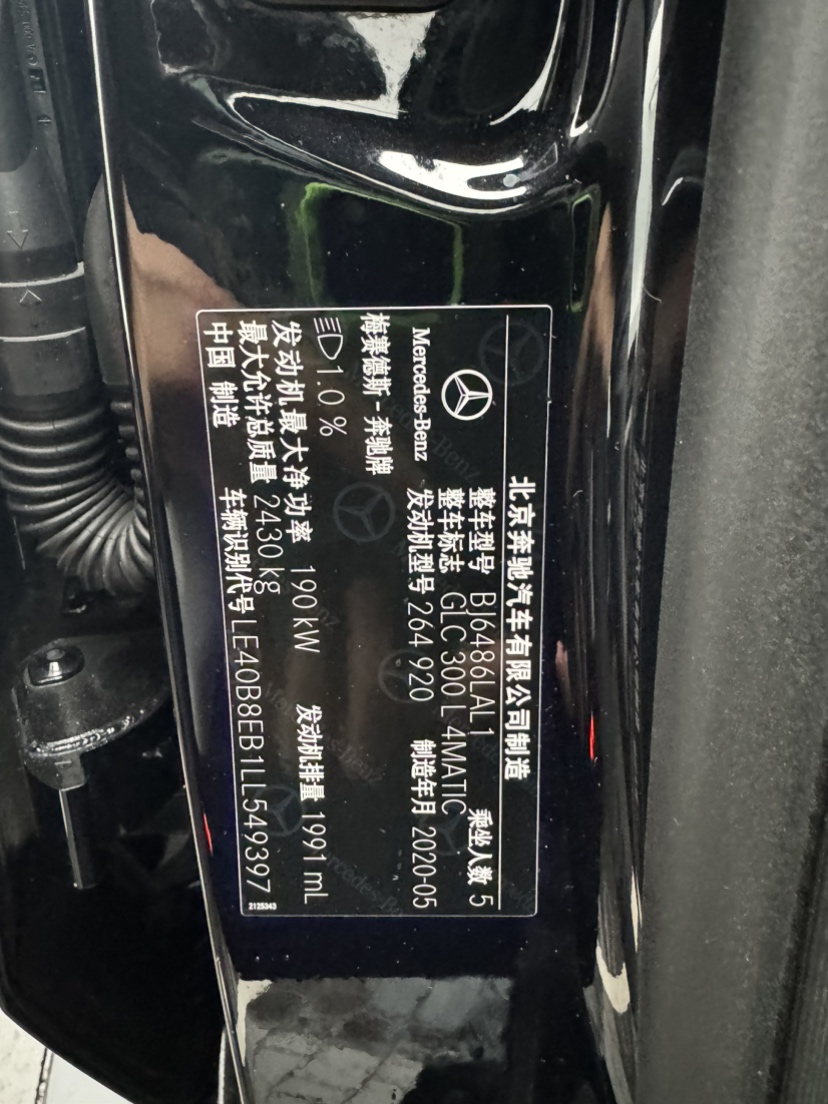 北京奔驰汽车有限公司制造
Mercedes-Benz
整车型号 BJ6486LAL1 乘坐人数 5
整车标志 GLC 300 L 4MATIC
发动机型号 264 920 制造年月 2020-05
梅赛德斯-奔驰牌
1.0 %
发动机最大净功率 190 kW 发动机排量 1991 mL
最大允许总质量 2430 kg
中国 制造 车辆识别代号 LE40B8EB1LL549397
2125343